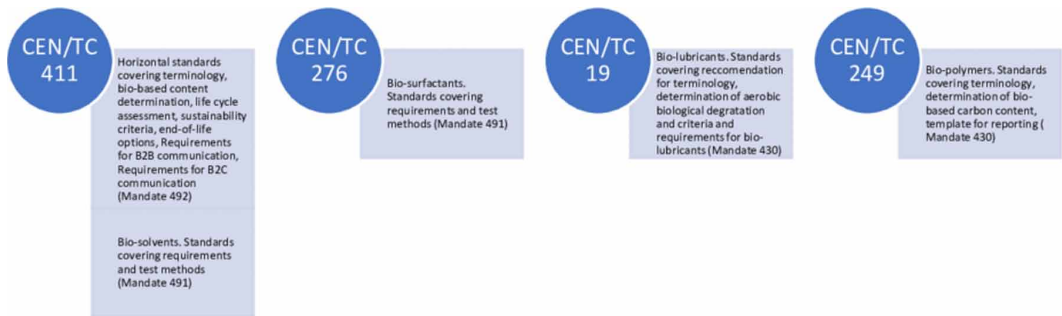 CEN/TC
411
Horizontal standards
covering terminology,
bio-based content
determination, life cycle
assessment, sustainability
criteria, end-of-life
options, Requirements
for B2B communication,
Requirements for B2C
communication
(Mandate 492)
Bio-solvents. Standards
covering requirements
and test methods
(Mandate 491)
CEN/TC
276
Bio-surfactants.
Standards covering
requirements and test
methods (Mandate 491)
CEN/TC
19
Bio-lubricants. Standards
covering reccomendation
for terminology,
determination of aerobic
biological degratation
and criteria and
requirements for bio-
lubricants (Mandate 430)
CEN/TC
249
Bio-polymers. Standards
covering terminology,
determination of bio-
based carbon content,
template for reporting (
Mandate 430)